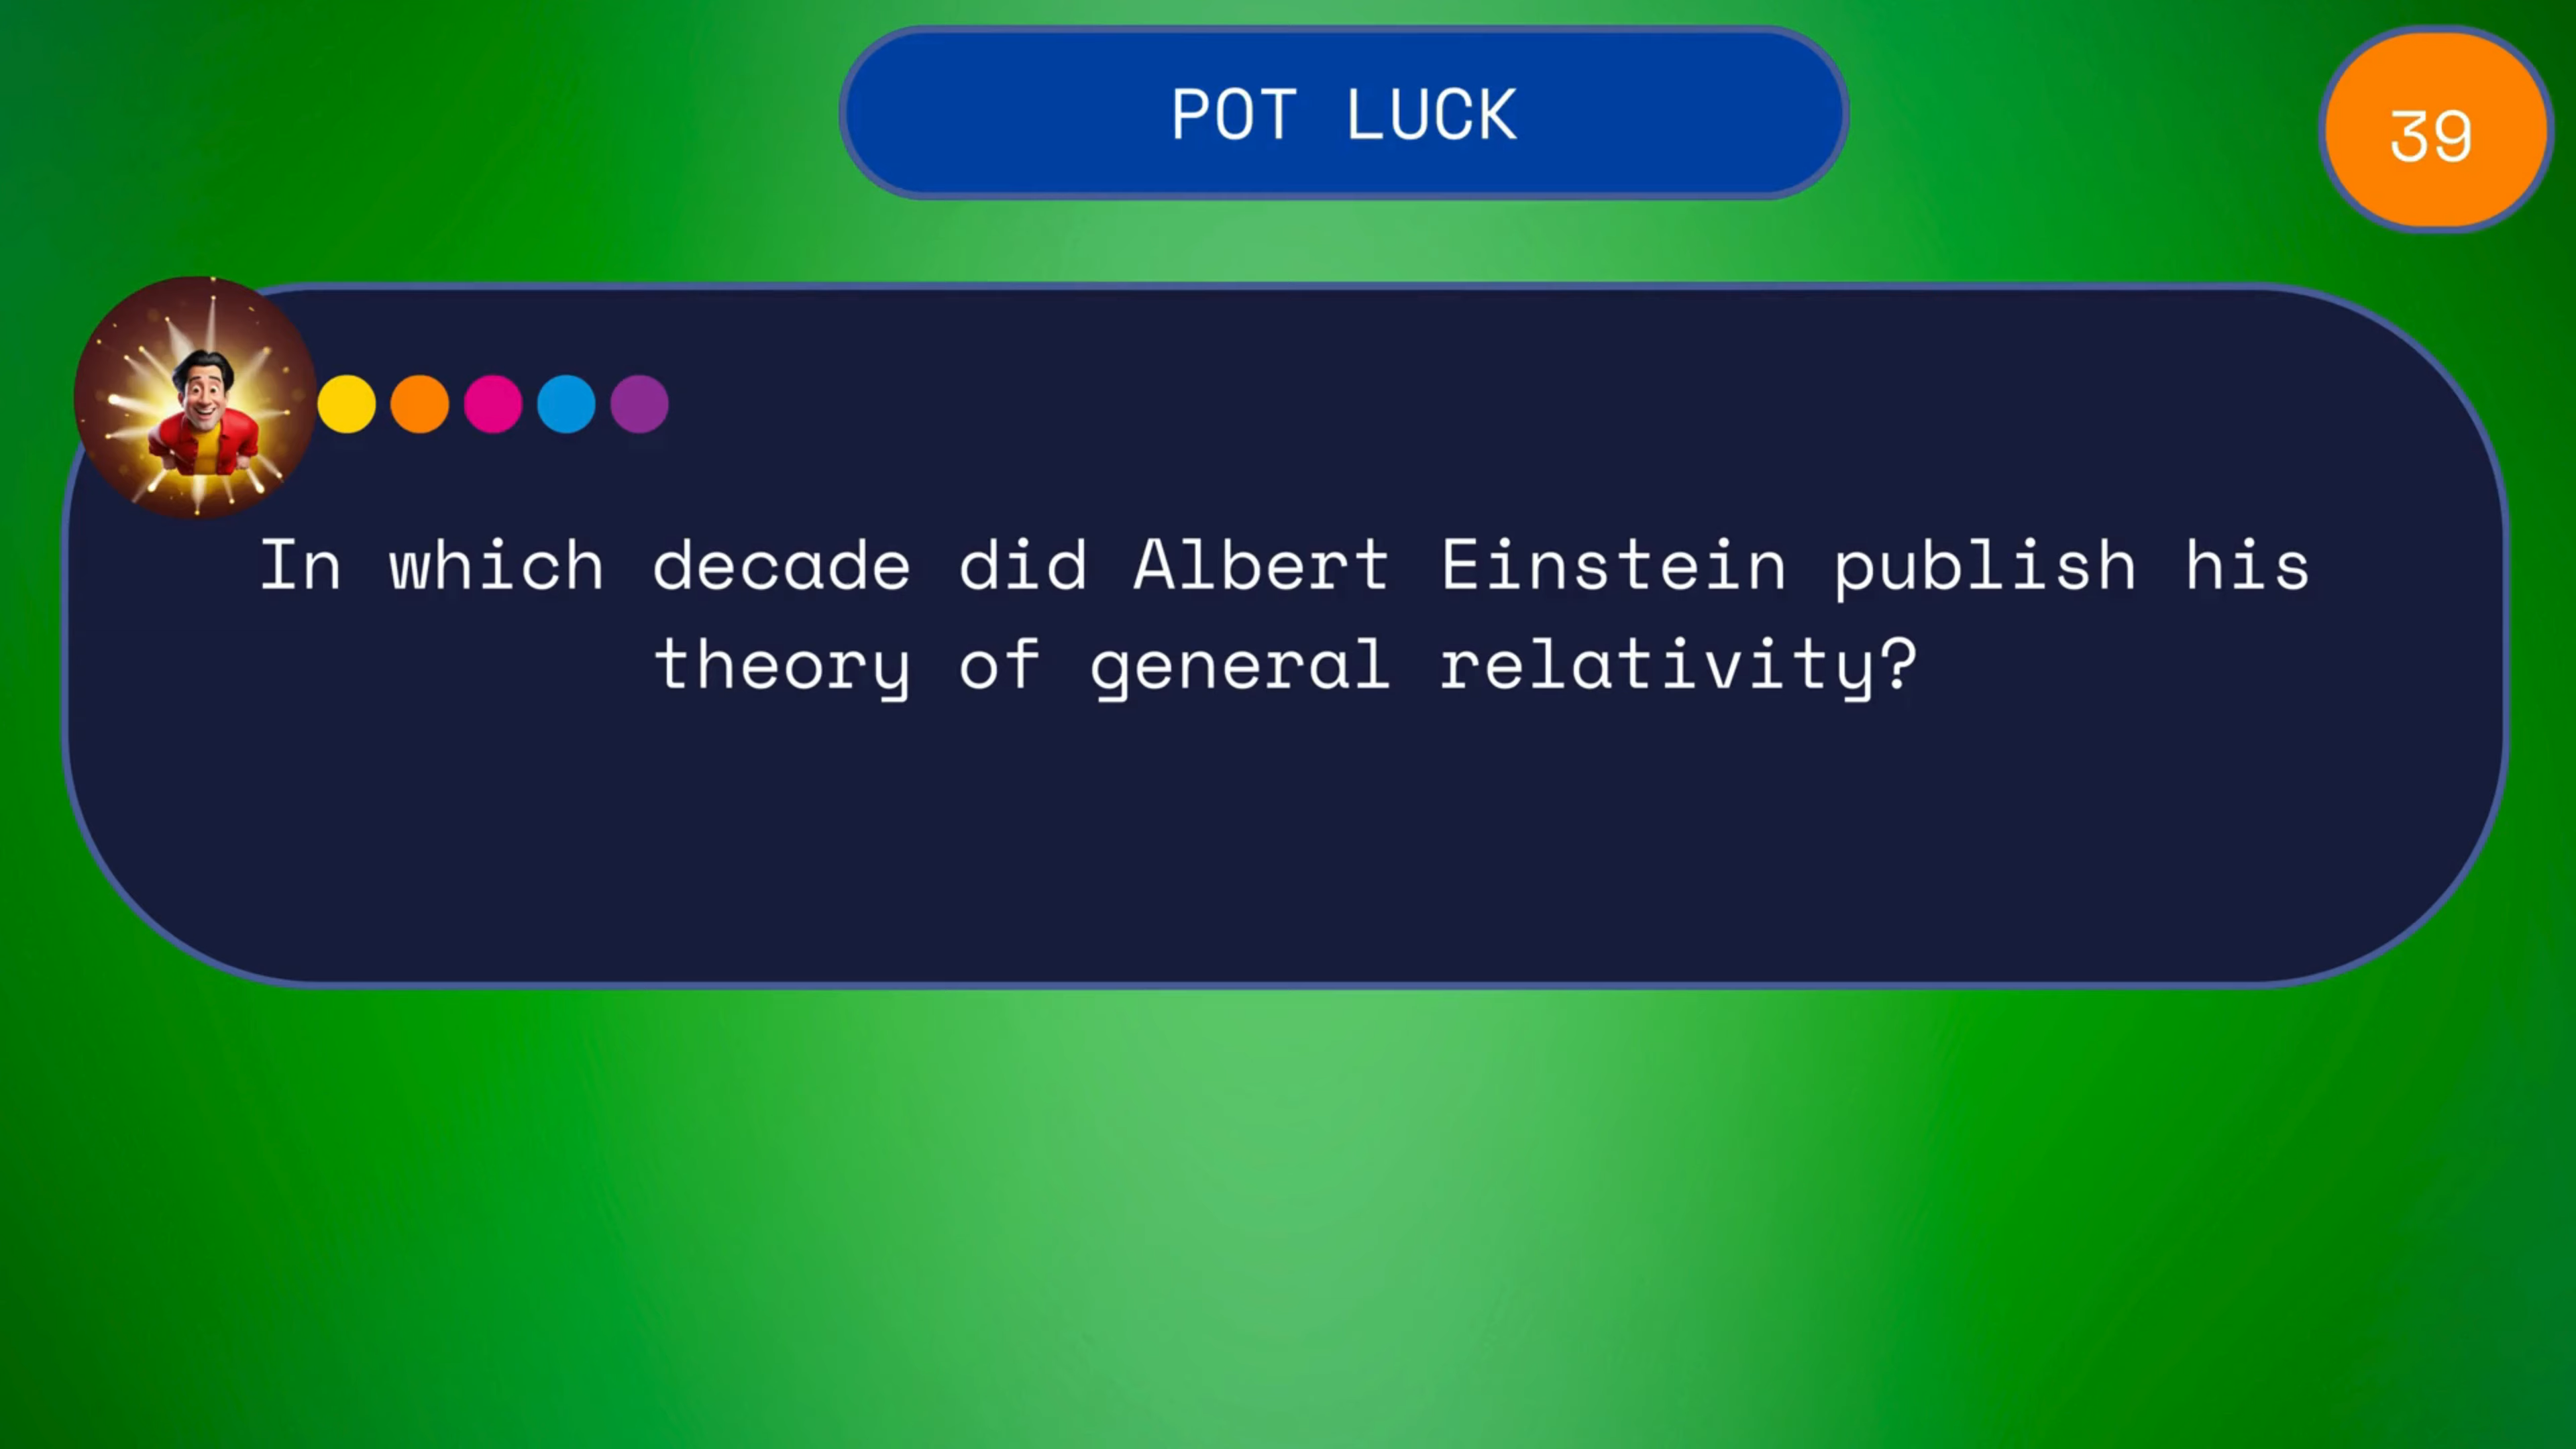 POT LUCK
39
In which decade did Albert Einstein publish his
theory of general relativity?